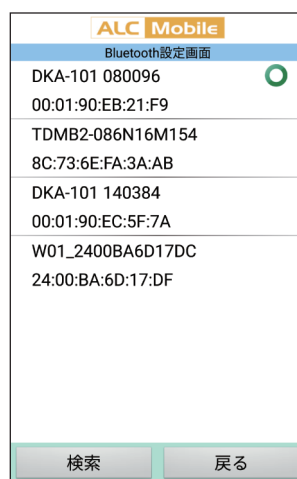 ALC Mobile
Bluetooth設定画面
DKA-101 080096
00:01:90:EB:21:F9
TDMB2-086N16M154
8C:73:6E:FA:3A:AB
DKA-101 140384
00:01:90:EC:5F:7A
W01_2400BA6D17DC
24:00:BA:6D:17:DF
検索 戻る